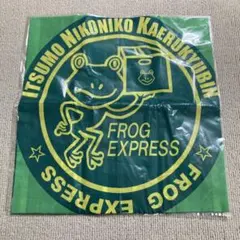 ITSUMO NIKONIKO KAERUKYUBIN
FROG
EXPRESS
☆ FROG EXPRESS ☆